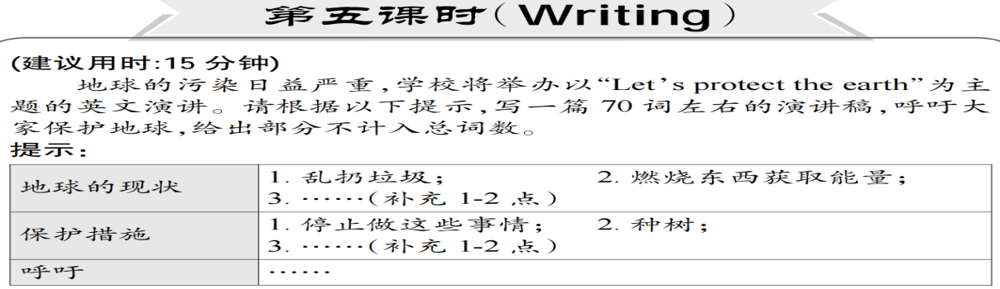 第五课时(Writing)
(建议用时:15 分钟)
地球的污染日益严重,学校将举办以“Let’s protect the earth”为主
题的英文演讲。请根据以下提示,写一篇 70 词左右的演讲稿,呼吁大
家保护地球,给出部分不计入总词数。
提示:
地球的现状
1. 乱扔垃圾; 2. 燃烧东西获取能量;
3. ……(补充 1-2 点)
保护措施
1. 停止做这些事情; 2. 种树;
3. ……(补充 1-2 点)
呼吁
……